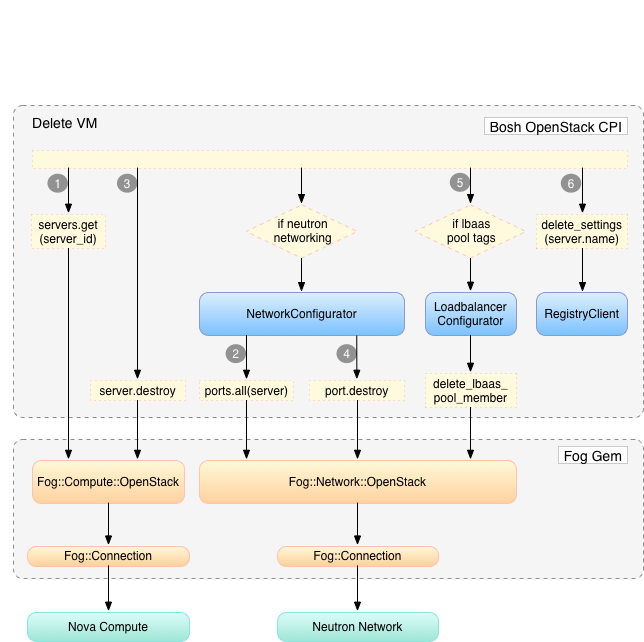 Delete VM
Bosh OpenStack CPI
1
3
5
6
servers.get
(server_id)
if neutron
networking
if lbaas
pool tags
delete_settings
(server.name)
NetworkConfigurator
Loadbalancer
Configurator
RegistryClient
2
4
server.destroy
ports.all(server)
port.destroy
delete_lbaas_
pool_member
Fog Gem
Fog::Compute::OpenStack
Fog::Network::OpenStack
Fog::Connection
Fog::Connection
Nova Compute
Neutron Network